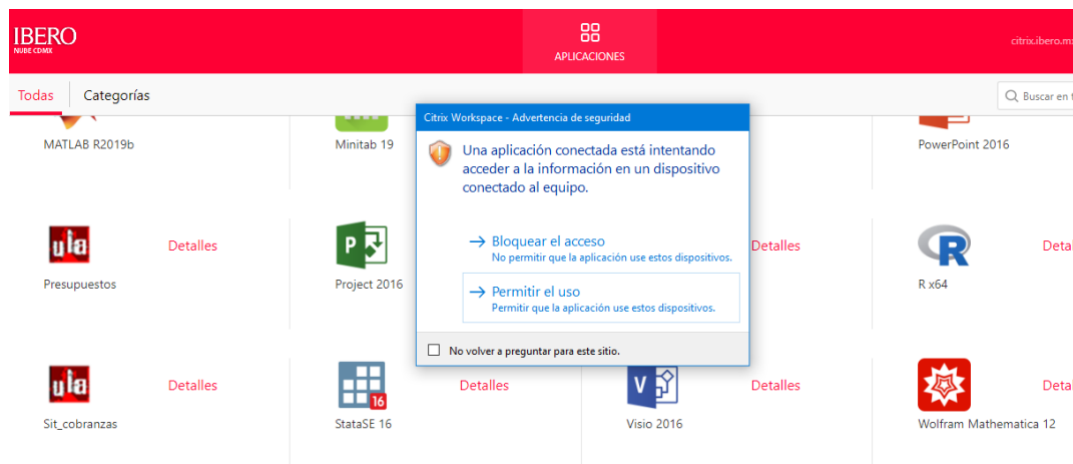 IBERO
NUBE CDMX
APLICACIONES
citrix.ibero.mx
Todas
Categorías
Buscar en t
MATLAB R2019b
Minitab 19
PowerPoint 2016
Citrix Workspace - Advertencia de seguridad
Una aplicación conectada está intentando
acceder a la información en un dispositivo
conectado al equipo.
Bloquear el acceso
No permitir que la aplicación use estos dispositivos.
Permitir el uso
Permitir que la aplicación use estos dispositivos.
No volver a preguntar para este sitio.
uia
Detalles
P
Detalles
R
Detal
Presupuestos
Project 2016
R x64
uia
Detalles
16
Detalles
V
Detalles
Detal
Sit_cobranzas
StataSE 16
Visio 2016
Wolfram Mathematica 12